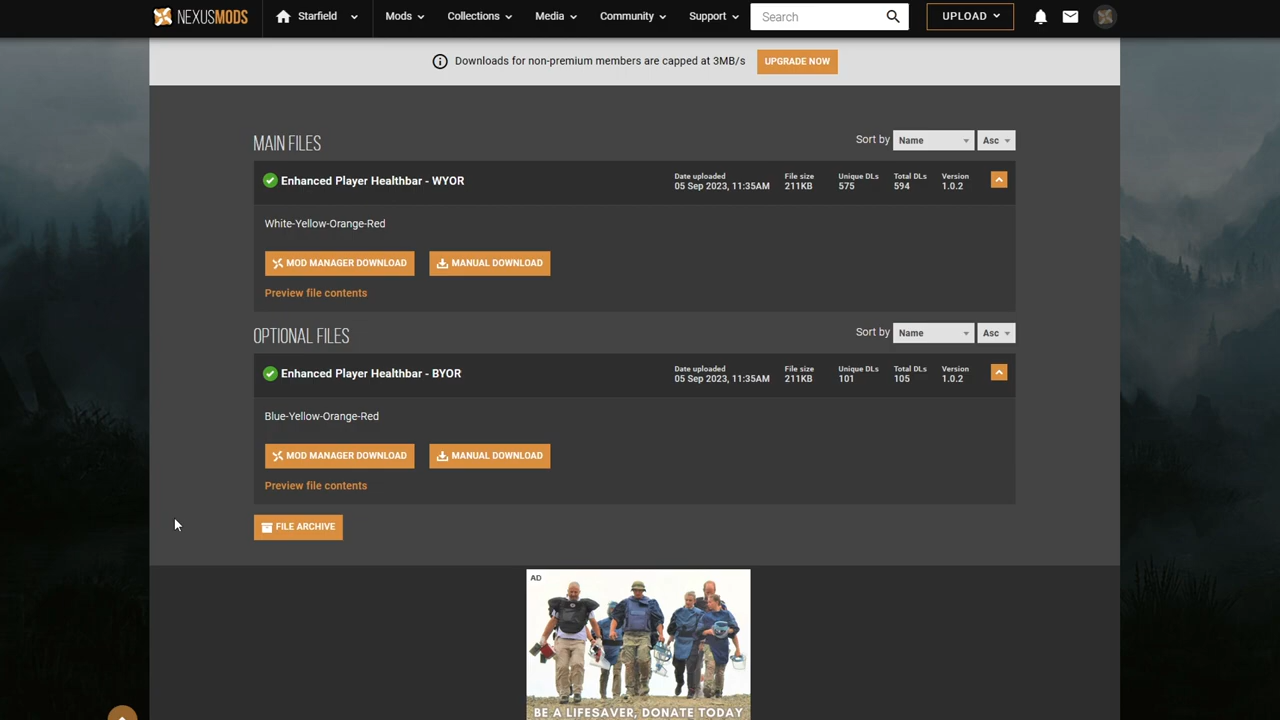 NEXUSMODS Starfield Mods Collections Media Community Support Search UPLOAD
Downloads for non-premium members are capped at 3MB/s UPGRADE NOW
MAIN FILES Sort by Name Asc
Enhanced Player Healthbar - WYOR
Date uploaded File size Unique DLs Total DLs Version
05 Sep 2023, 11:35AM 211KB 575 594 1.0.2
White-Yellow-Orange-Red
MOD MANAGER DOWNLOAD MANUAL DOWNLOAD
Preview file contents
OPTIONAL FILES Sort by Name Asc
Enhanced Player Healthbar - BYOR
Date uploaded File size Unique DLs Total DLs Version
05 Sep 2023, 11:35AM 211KB 101 105 1.0.2
Blue-Yellow-Orange-Red
MOD MANAGER DOWNLOAD MANUAL DOWNLOAD
Preview file contents
FILE ARCHIVE
AD
BE A LIFESAVER, DONATE TODAY